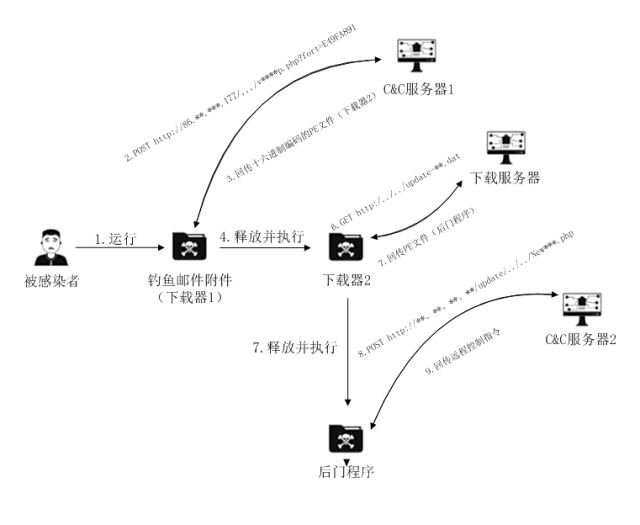 2.POST http://86.**.***.177/,,,/v****p.php?fort=E49FA891
C&C服务器1
3.回传十六进制编码的PE文件（下载器2）
下载服务器
6.GET http:/../../update-**.dat
7.回传PE文件（后门程序）
1.运行
4.释放并执行
被感染者
钓鱼邮件附件
（下载器1）
下载器2
8.POST http://**。**。**。**/update/../../New***.php
C&C服务器2
7.释放并执行
9.回传远程控制指令
后门程序